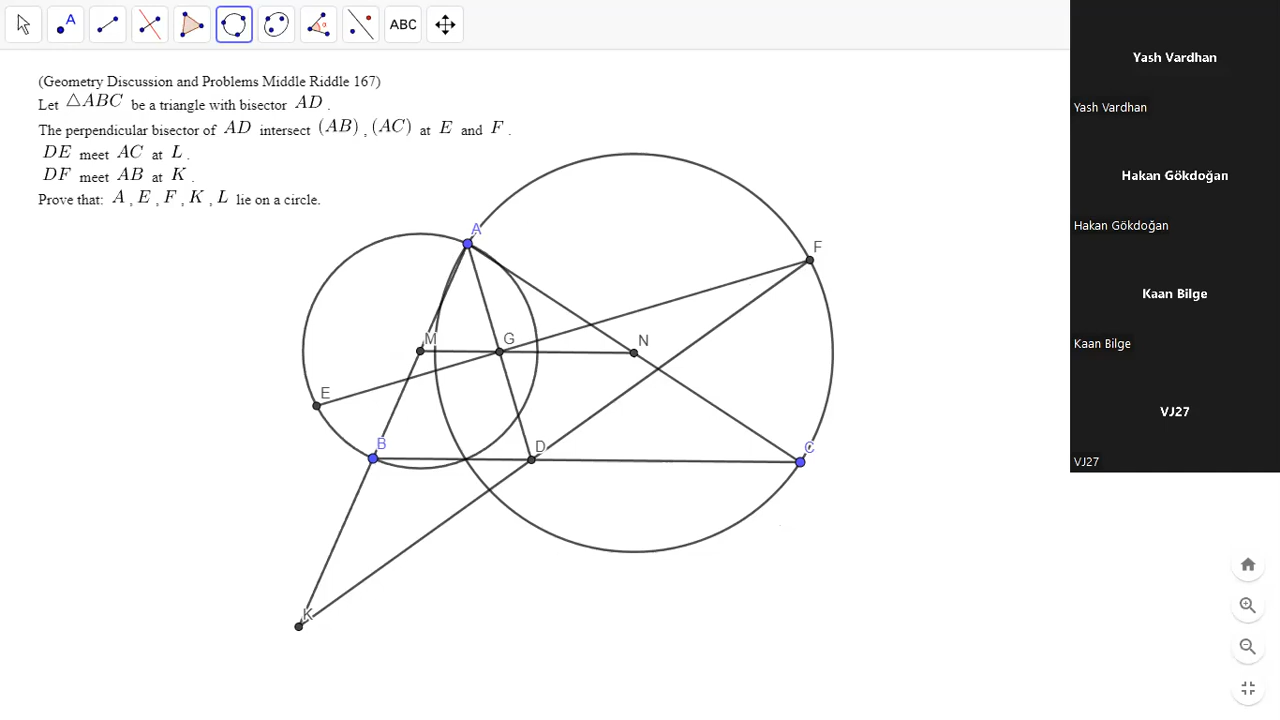 ABC
(Geometry Discussion and Problems Middle Riddle 167)
Let △ABC be a triangle with bisector AD .
The perpendicular bisector of AD intersect (AB) , (AC) at E and F .
DE meet AC at L .
DF meet AB at K .
Prove that: A , E , F , K , L lie on a circle.
A
F
M
G
N
E
B
D
C
K
Yash Vardhan
Yash Vardhan
Hakan Gökdoğan
Hakan Gökdoğan
Kaan Bilge
Kaan Bilge
VJ27
VJ27